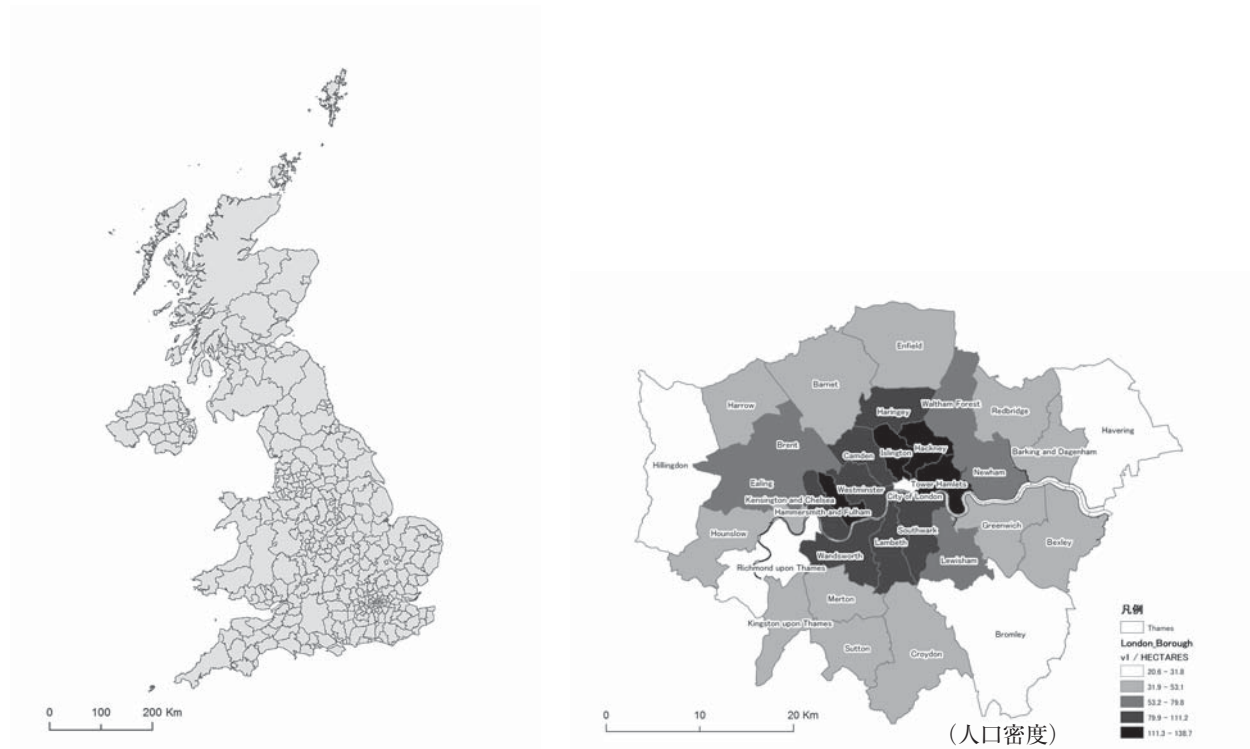 0 100 200 Km
Enfield
Barnet
Harrow
Haringey
Waltham Forest
Redbridge
Havering
Brent
Camden
Islington
Hackney
Barking and Dagenham
Hillingdon
Newham
Ealing
Westminster
Tower Hamlets
City of London
Kensington and Chelsea
Hammersmith and Fulham
Hounslow
Southwark
Greenwich
Bexley
Wandsworth
Lambeth
Lewisham
Richmond upon Thames
Merton
Kingston upon Thames
Sutton
Croydon
Bromley
凡例
Thames
London_Borough
v1 / HECTARES
20.6 - 31.8
31.9 - 53.1
53.2 - 79.8
79.9 - 111.2
111.3 - 138.7
0 10 20 Km
（人口密度）